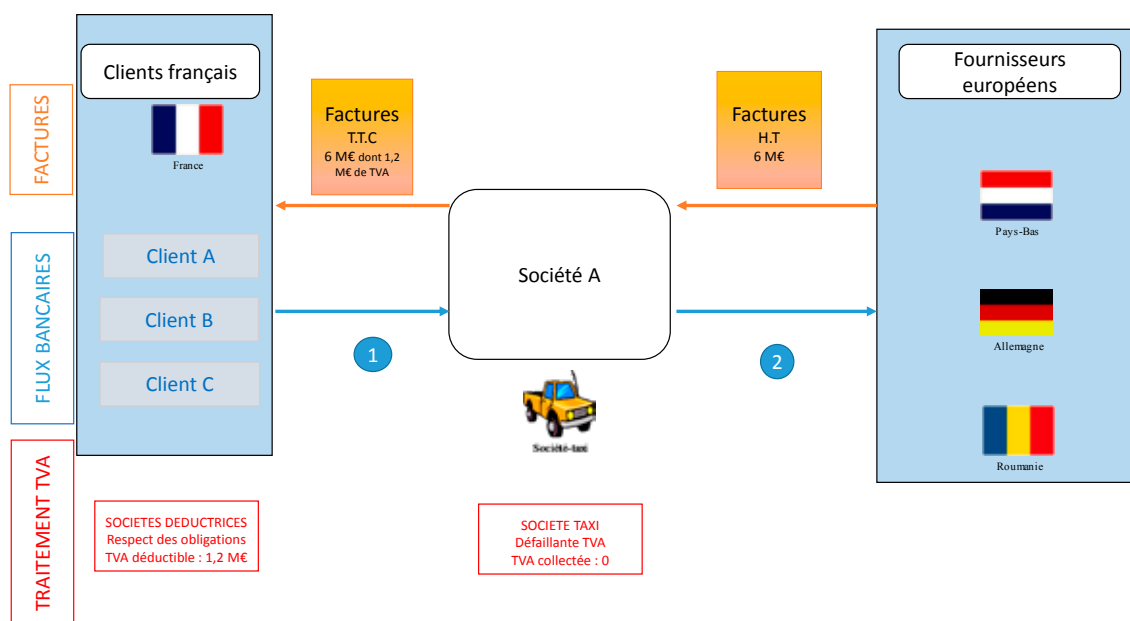 Clients français
France
Fournisseurs
européens
FACTURES
Factures
T.T.C
6 M€ dont 1,2
M€ de TVA
Factures
H.T
6 M€
Pays-Bas
FLUX BANCAIRES
Client A
Client B
Client C
Société A
1
2
Allemagne
Société-taxi
Roumanie
TRAITEMENT TVA
SOCIETES DEDUCTRICES
Respect des obligations
TVA déductible : 1,2 M€
SOCIETE TAXI
Défaillante TVA
TVA collectée : 0